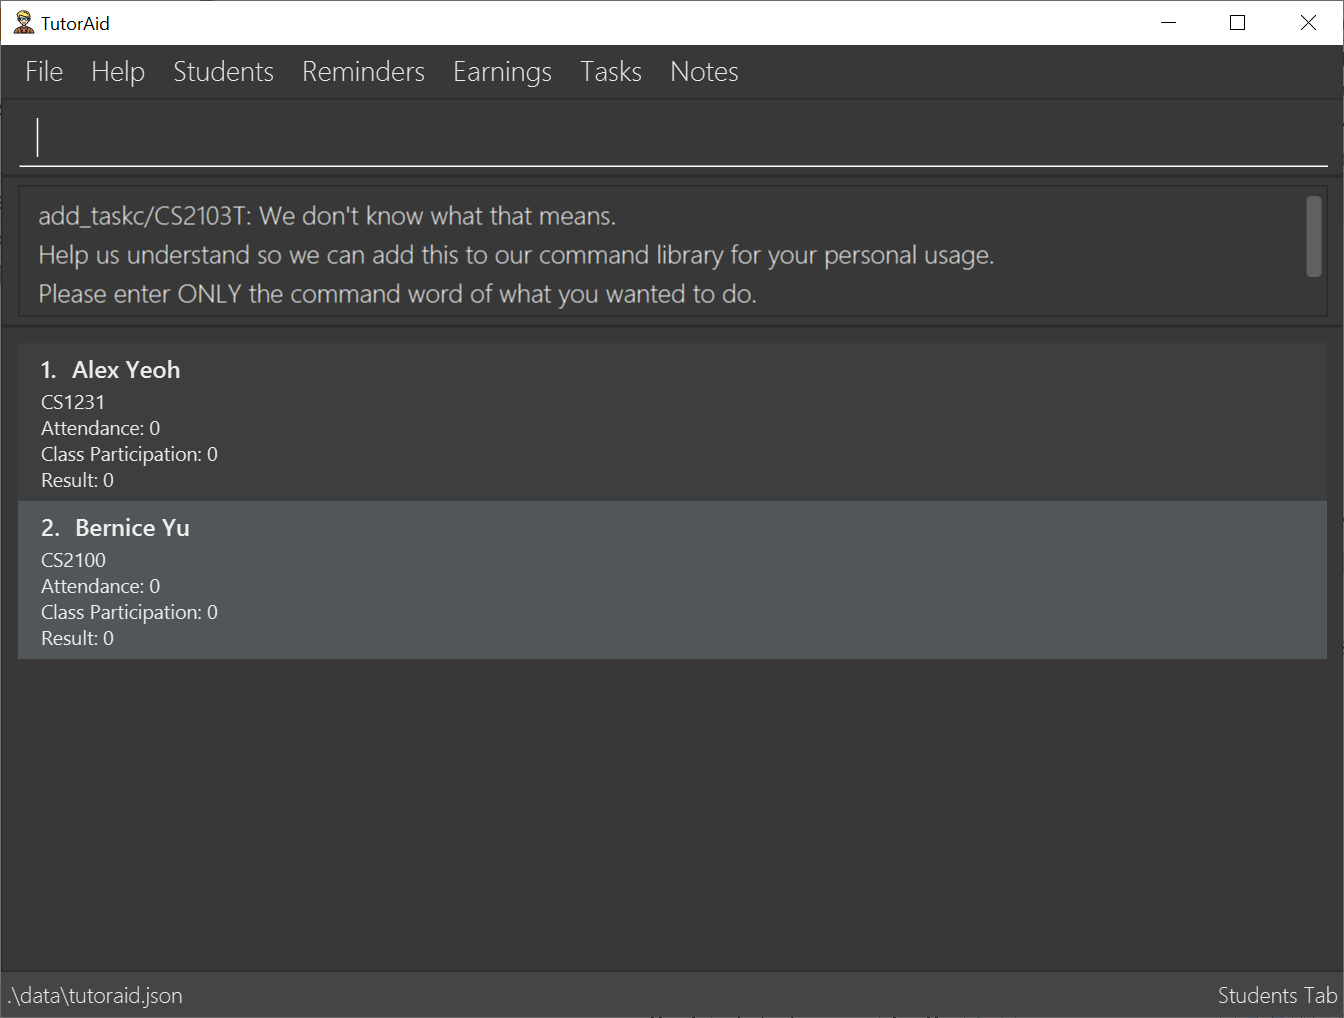 TutorAid
File Help Students Reminders Earnings Tasks Notes
add_taskc/CS2103T: We don't know what that means.
Help us understand so we can add this to our command library for your personal usage.
Please enter ONLY the command word of what you wanted to do.
1. Alex Yeoh
CS1231
Attendance: 0
Class Participation: 0
Result: 0
2. Bernice Yu
CS2100
Attendance: 0
Class Participation: 0
Result: 0
.\data\tutoraid.json Students Tab